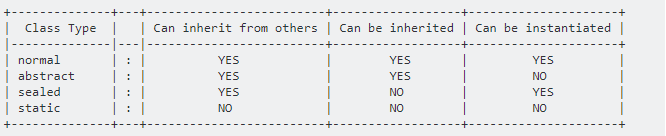 +--------------+---+-------------------------+------------------+---------------------+
|  Class Type  |   | Can inherit from others | Can be inherited | Can be instantiated |
|--------------|---|-------------------------+------------------+---------------------+
| normal       | : |          YES            |        YES       |         YES         |
| abstract     | : |          YES            |        YES       |         NO          |
| sealed       | : |          YES            |        NO        |         YES         |
| static       | : |          NO             |        NO        |         NO          |
+--------------+---+-------------------------+------------------+---------------------+